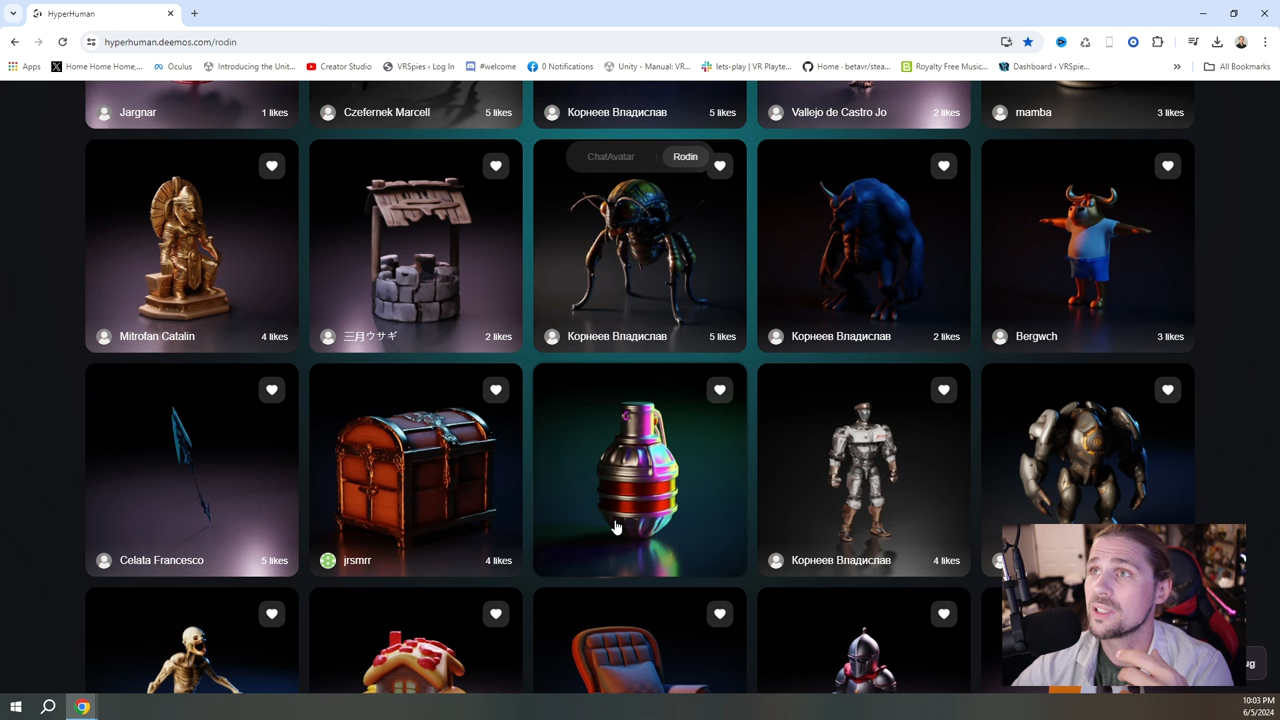 HyperHuman
hyperhuman.deemos.com/rodin
Apps
Home Home Home,...
Oculus
Introducing the Unit...
Creator Studio
VRSpies ‹ Log In
#welcome
0 Notifications
Unity - Manual: VR...
lets-play | VR Playte...
Home · betavr/stea...
Royalty Free Music...
Dashboard ‹ VRSpie...
All Bookmarks
Jargnar
1 likes
Czefernek Marcell
5 likes
Корнеев Владислав
5 likes
Vallejo de Castro Jo
2 likes
mamba
3 likes
ChatAvatar
Rodin
Mitrofan Catalin
4 likes
三月ウサギ
2 likes
Корнеев Владислав
5 likes
Корнеев Владислав
2 likes
Bergwch
3 likes
Celata Francesco
5 likes
jrsmrr
4 likes
Корнеев Владислав
4 likes
ug
10:03 PM
6/5/2024